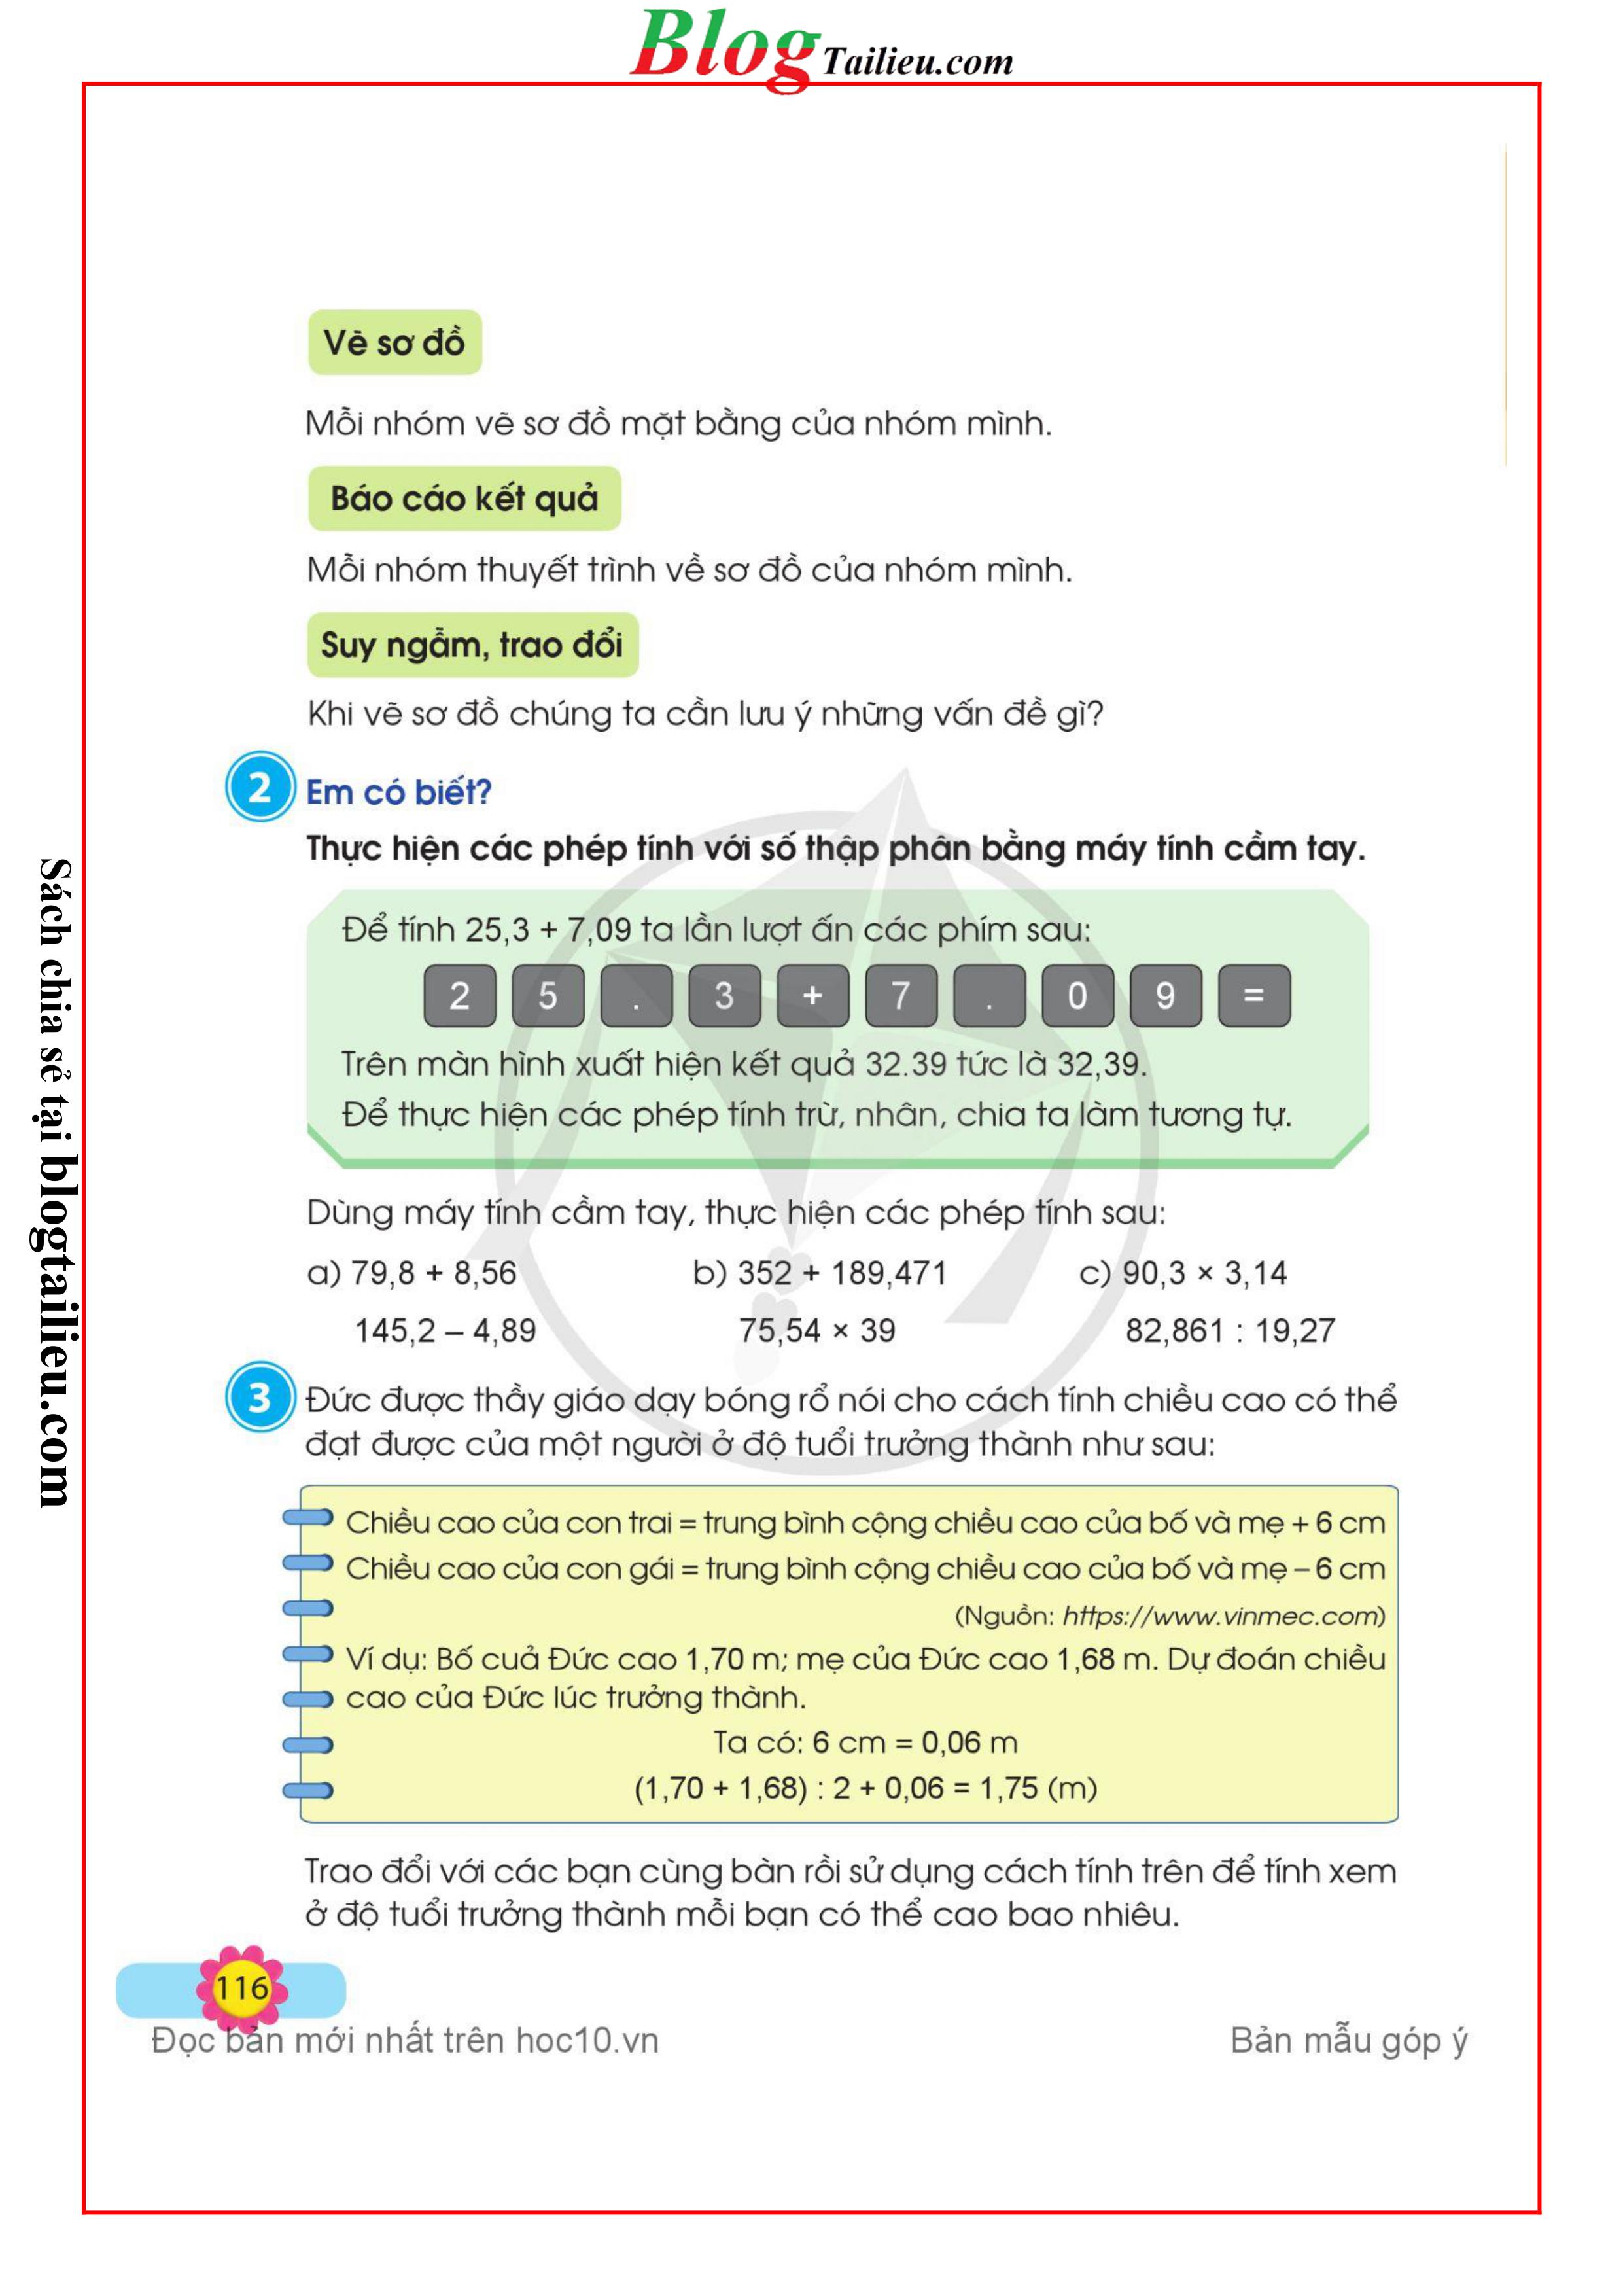 Blog Tailieu.com
Vẽ sơ đồ
Mỗi nhóm vẽ sơ đồ mặt bằng của nhóm mình.
Báo cáo kết quả
Mỗi nhóm thuyết trình về sơ đồ của nhóm mình.
Suy ngẫm, trao đổi
Khi vẽ sơ đồ chúng ta cần lưu ý những vấn đề gì?
2 Em có biết?
Thực hiện các phép tính với số thập phân bằng máy tính cầm tay.
Để tính 25,3 + 7,09 ta lần lượt ấn các phím sau:
2 5 . 3 + 7 . 0 9 =
Trên màn hình xuất hiện kết quả 32.39 tức là 32,39.
Để thực hiện các phép tính trừ, nhân, chia ta làm tương tự.
Dùng máy tính cầm tay, thực hiện các phép tính sau:
a) 79,8 + 8,56 b) 352 + 189,471 c) 90,3 × 3,14
145,2 – 4,89 75,54 × 39 82,861 : 19,27
3 Đức được thầy giáo dạy bóng rổ nói cho cách tính chiều cao có thể
đạt được của một người ở độ tuổi trưởng thành như sau:
Chiều cao của con trai = trung bình cộng chiều cao của bố và mẹ + 6 cm
Chiều cao của con gái = trung bình cộng chiều cao của bố và mẹ – 6 cm
(Nguồn: https://www.vinmec.com)
Ví dụ: Bố cuả Đức cao 1,70 m; mẹ của Đức cao 1,68 m. Dự đoán chiều
cao của Đức lúc trưởng thành.
Ta có: 6 cm = 0,06 m
(1,70 + 1,68) : 2 + 0,06 = 1,75 (m)
Trao đổi với các bạn cùng bàn rồi sử dụng cách tính trên để tính xem
ở độ tuổi trưởng thành mỗi bạn có thể cao bao nhiêu.
116
Đọc bản mới nhất trên hoc10.vn Bản mẫu góp ý
Sách chia sẻ tại blogtailieu.com